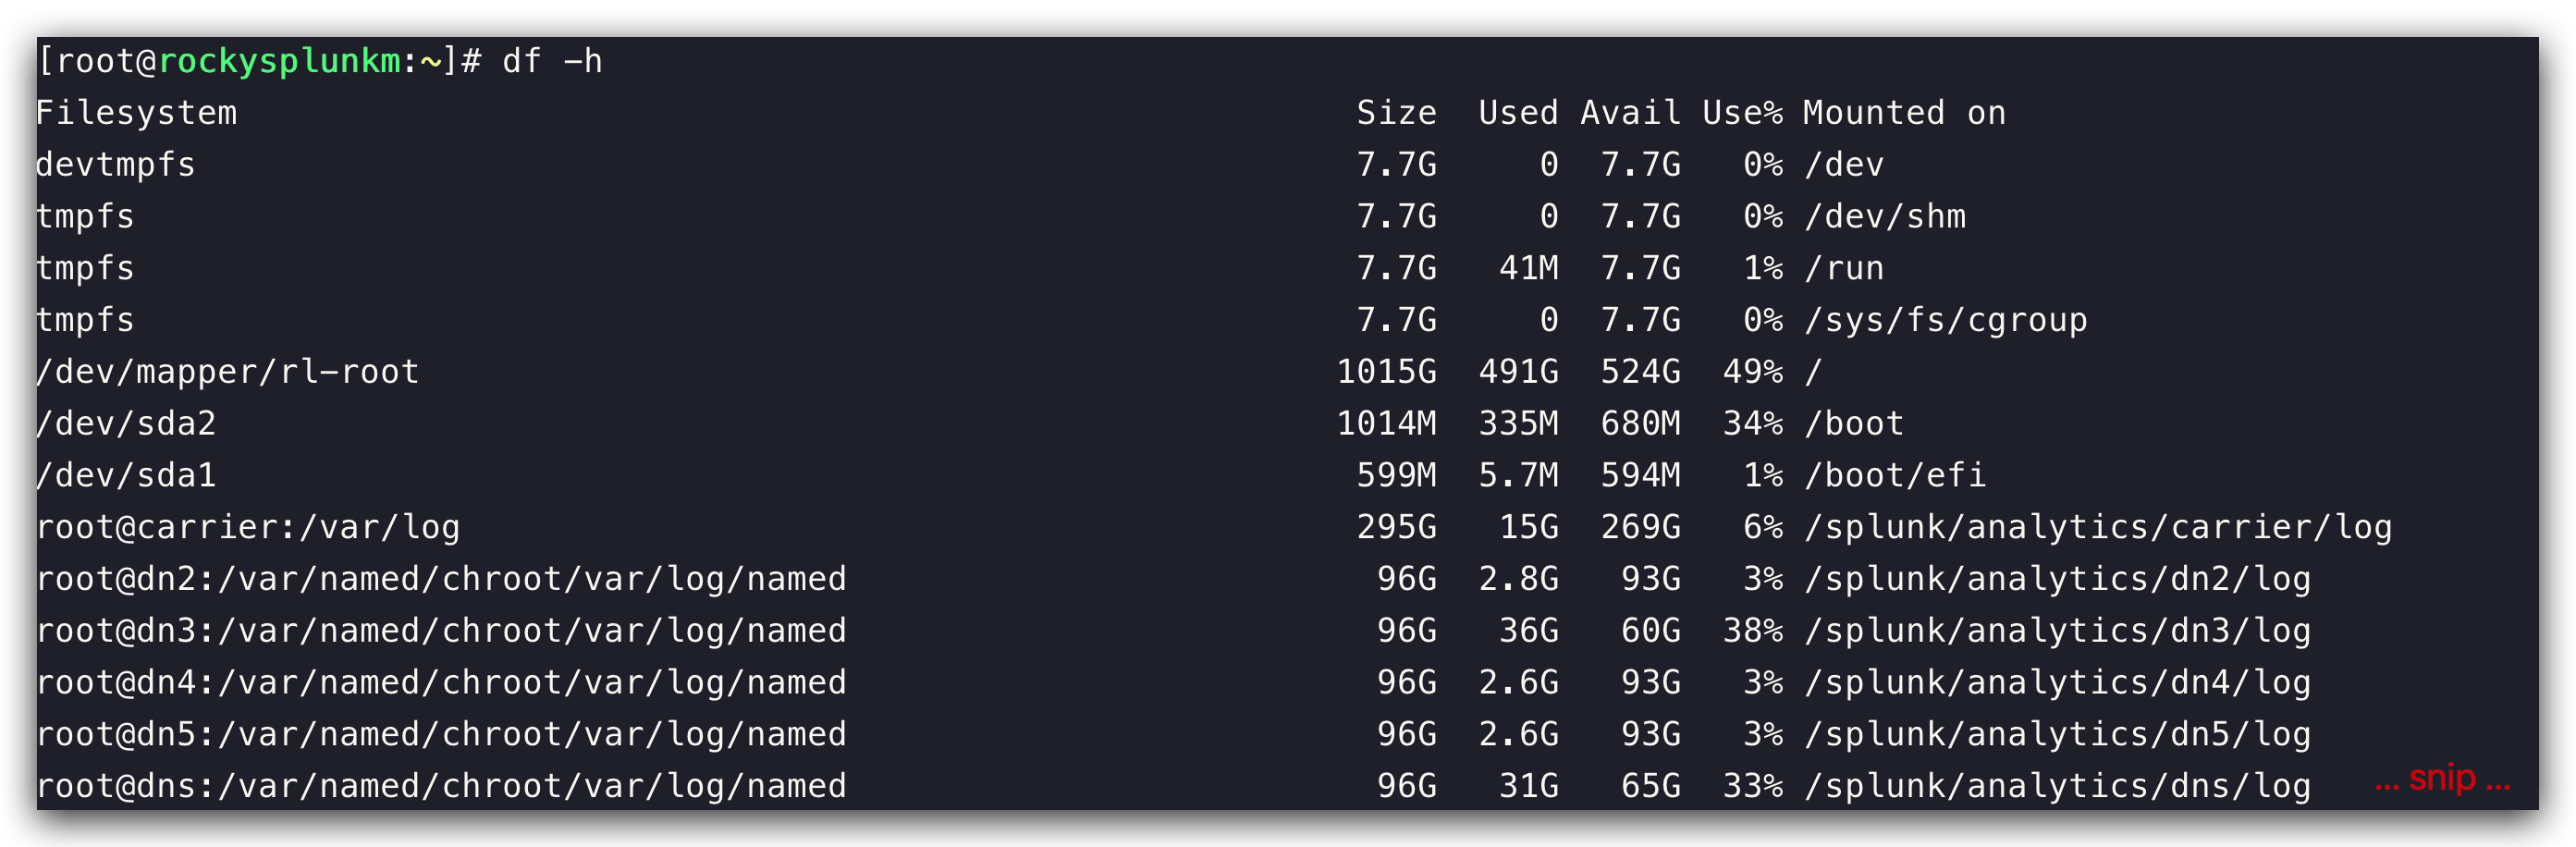 [root@rockysplunkm:~]# df -h
Filesystem Size Used Avail Use% Mounted on
devtmpfs 7.7G 0 7.7G 0% /dev
tmpfs 7.7G 0 7.7G 0% /dev/shm
tmpfs 7.7G 41M 7.7G 1% /run
tmpfs 7.7G 0 7.7G 0% /sys/fs/cgroup
/dev/mapper/rl-root 1015G 491G 524G 49% /
/dev/sda2 1014M 335M 680M 34% /boot
/dev/sda1 599M 5.7M 594M 1% /boot/efi
root@carrier:/var/log 295G 15G 269G 6% /splunk/analytics/carrier/log
root@dn2:/var/named/chroot/var/log/named 96G 2.8G 93G 3% /splunk/analytics/dn2/log
root@dn3:/var/named/chroot/var/log/named 96G 36G 60G 38% /splunk/analytics/dn3/log
root@dn4:/var/named/chroot/var/log/named 96G 2.6G 93G 3% /splunk/analytics/dn4/log
root@dn5:/var/named/chroot/var/log/named 96G 2.6G 93G 3% /splunk/analytics/dn5/log
root@dns:/var/named/chroot/var/log/named 96G 31G 65G 33% /splunk/analytics/dns/log ... snip ...